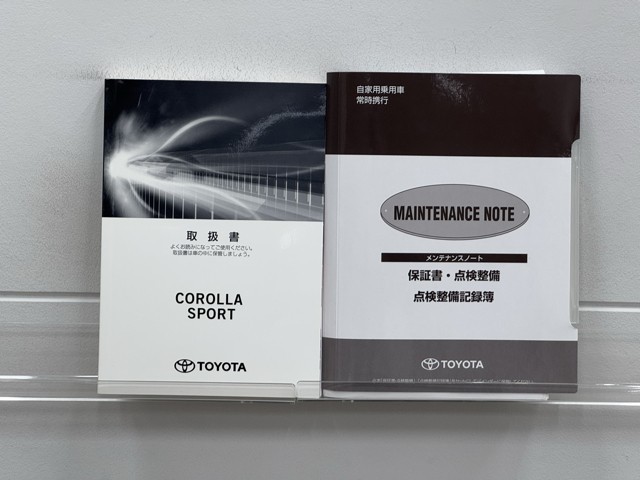 取扱書
よくお読みになってご使用ください。
取扱書は車の中に保管しましょう。
COROLLA
SPORT
TOYOTA
自家用乗用車
常時携行
MAINTENANCE NOTE
メンテナンスノート
保証書・点検整備
点検整備記録簿
TOYOTA